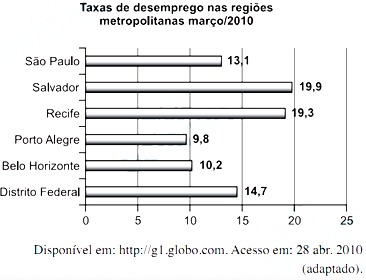 Taxas de desemprego nas regiões
metropolitanas março/2010
São Paulo 13,1
Salvador 19,9
Recife 19,3
Porto Alegre 9,8
Belo Horizonte 10,2
Distrito Federal 14,7
0 5 10 15 20 25
Disponível em: http://g1.globo.com. Acesso em: 28 abr. 2010
(adaptado).